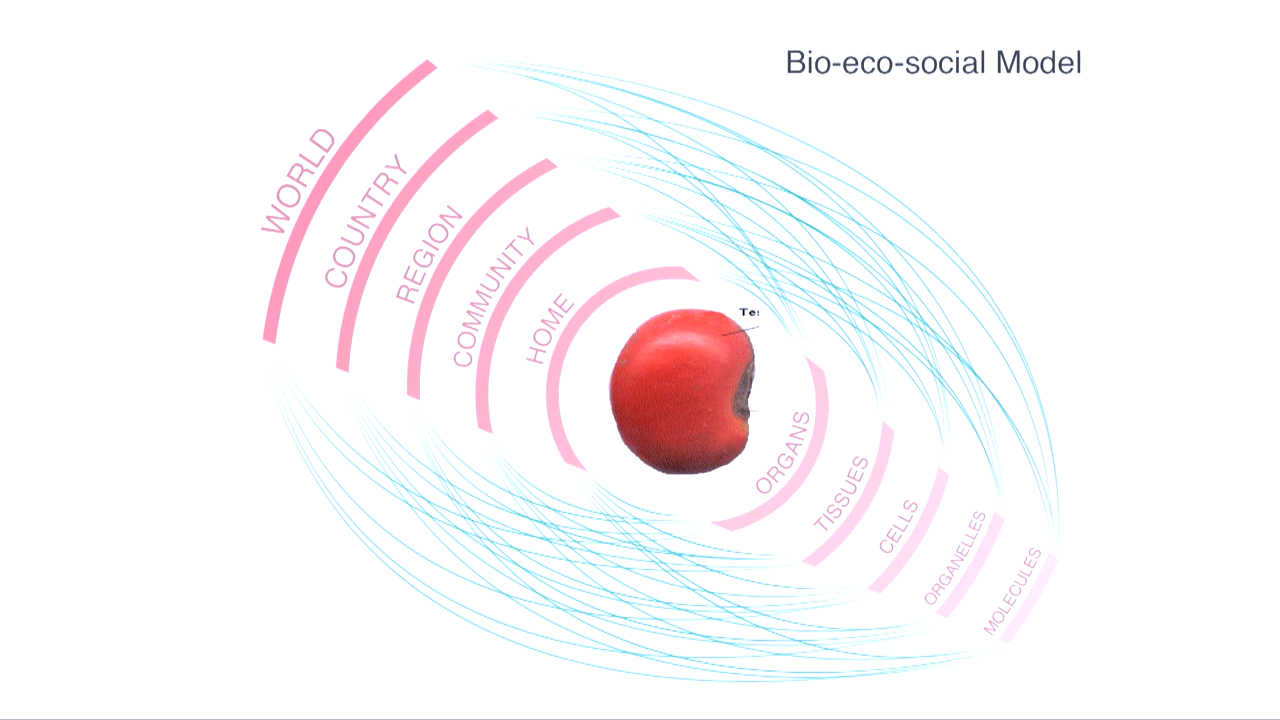 Bio-eco-social Model
WORLD
COUNTRY
REGION
COMMUNITY
HOME
ORGANS
TISSUES
CELLS
ORGANELLES
MOLECULES